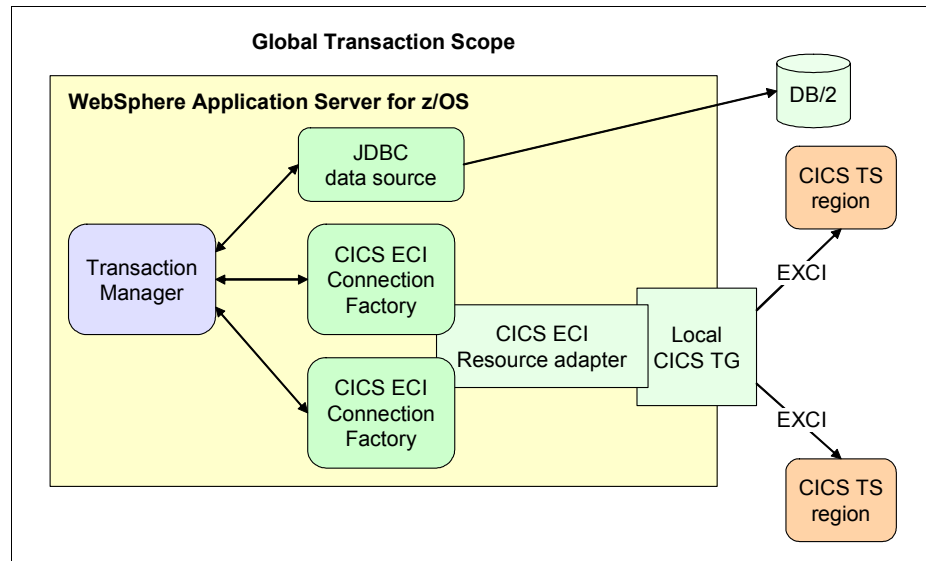 Global Transaction Scope
WebSphere Application Server for z/OS
DB/2
JDBC
data source
CICS TS
region
Transaction
Manager
CICS ECI
Connection
Factory
EXCI
CICS ECI
Resource adapter
Local
CICS TG
CICS ECI
Connection
Factory
EXCI
CICS TS
region